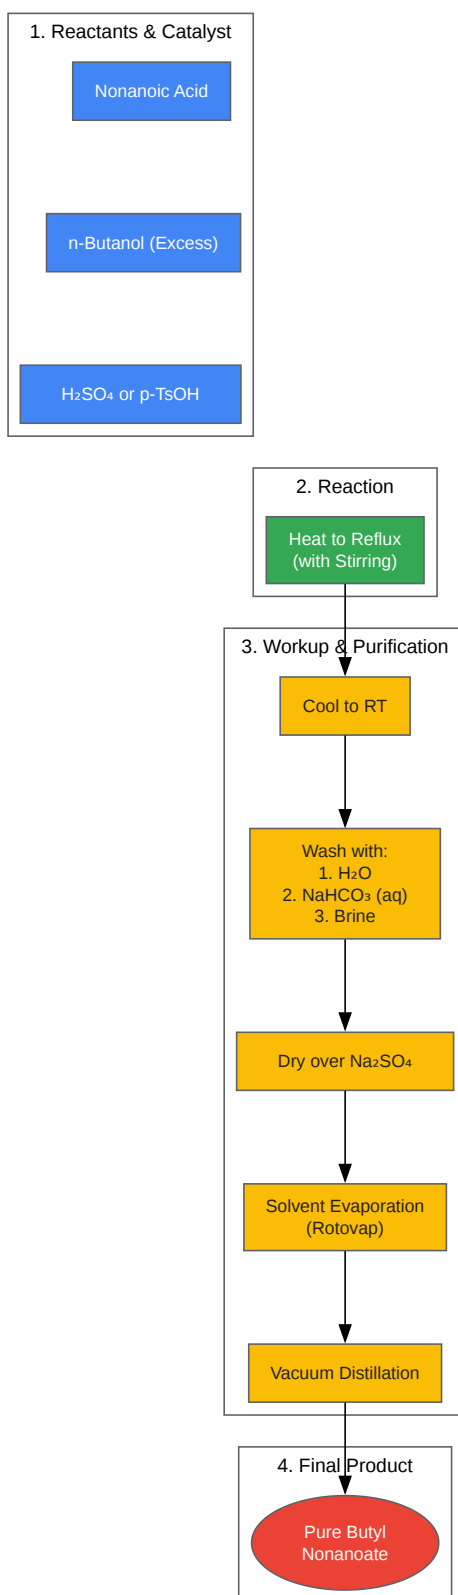 1. Reactants & Catalyst
Nonanoic Acid
n-Butanol (Excess)
H₂SO₄ or p-TsOH
2. Reaction
Heat to Reflux
(with Stirring)
3. Workup & Purification
Cool to RT
Wash with:
1. H₂O
2. NaHCO₃ (aq)
3. Brine
Dry over Na₂SO₄
Solvent Evaporation
(Rotovap)
Vacuum Distillation
4. Final Product
Pure Butyl
Nonanoate